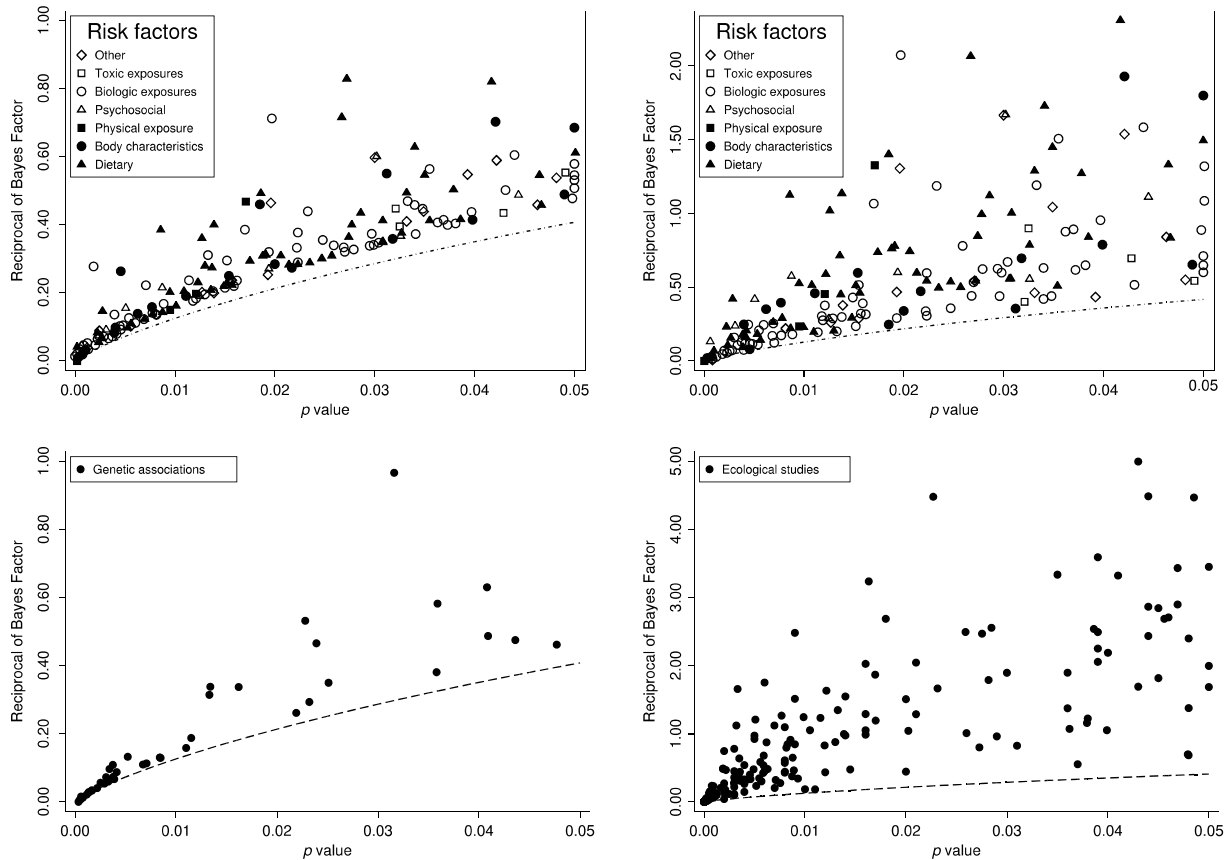 Risk factors
Other
Toxic exposures
Biologic exposures
Psychosocial
Physical exposure
Body characteristics
Dietary
Reciprocal of Bayes Factor
1.00
0.80
0.60
0.40
0.20
0.00
0.00
0.01
0.02
0.03
0.04
0.05
p value
Risk factors
Other
Toxic exposures
Biologic exposures
Psychosocial
Physical exposure
Body characteristics
Dietary
Reciprocal of Bayes Factor
2.00
1.50
1.00
0.50
0.00
0.00
0.01
0.02
0.03
0.04
0.05
p value
Genetic associations
Reciprocal of Bayes Factor
1.00
0.80
0.60
0.40
0.20
0.00
0.00
0.01
0.02
0.03
0.04
0.05
p value
Ecological studies
Reciprocal of Bayes Factor
5.00
4.00
3.00
2.00
1.00
0.00
0.00
0.01
0.02
0.03
0.04
0.05
p value